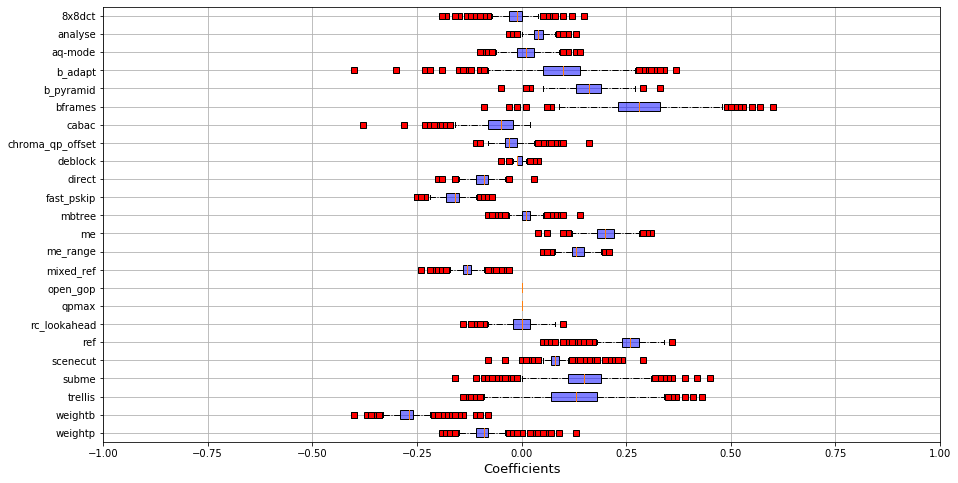 8x8dct
analyse
aq-mode
b_adapt
b_pyramid
bframes
cabac
chroma_qp_offset
deblock
direct
fast_pskip
mbtree
me
me_range
mixed_ref
open_gop
qpmax
rc_lookahead
ref
scenecut
subme
trellis
weightb
weightp
−1.00 −0.75 −0.50 −0.25 0.00 0.25 0.50 0.75 1.00
Coefficients